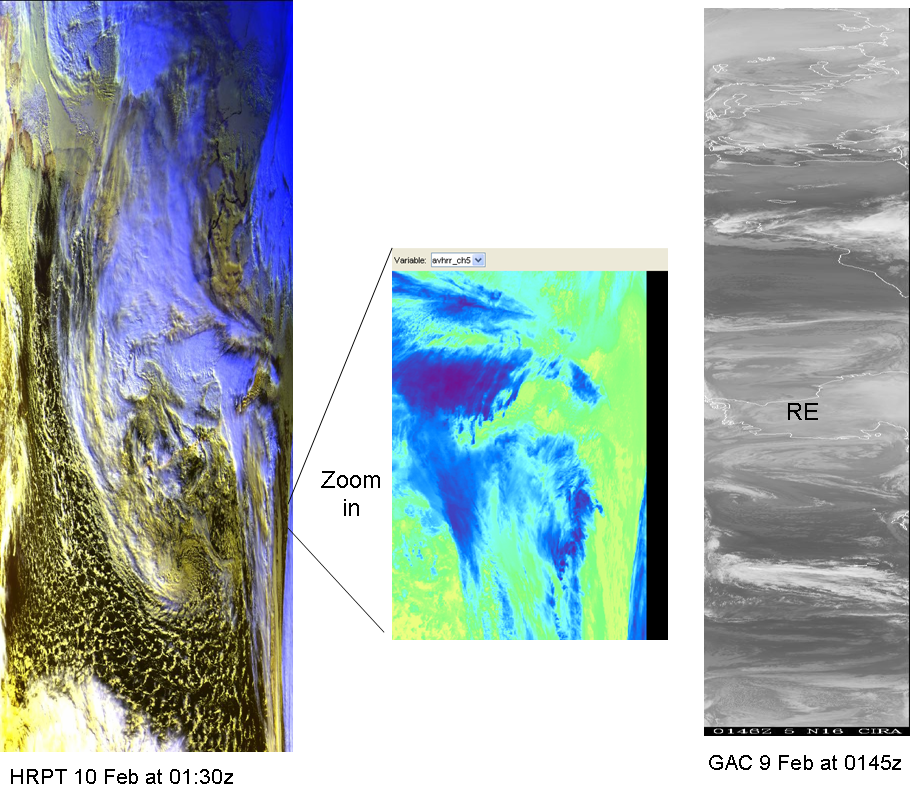 Variable: avhrr_ch5
Zoom
in
RE
0146Z 5 N16 CIRA
HRPT 10 Feb at 01:30z
GAC 9 Feb at 0145z